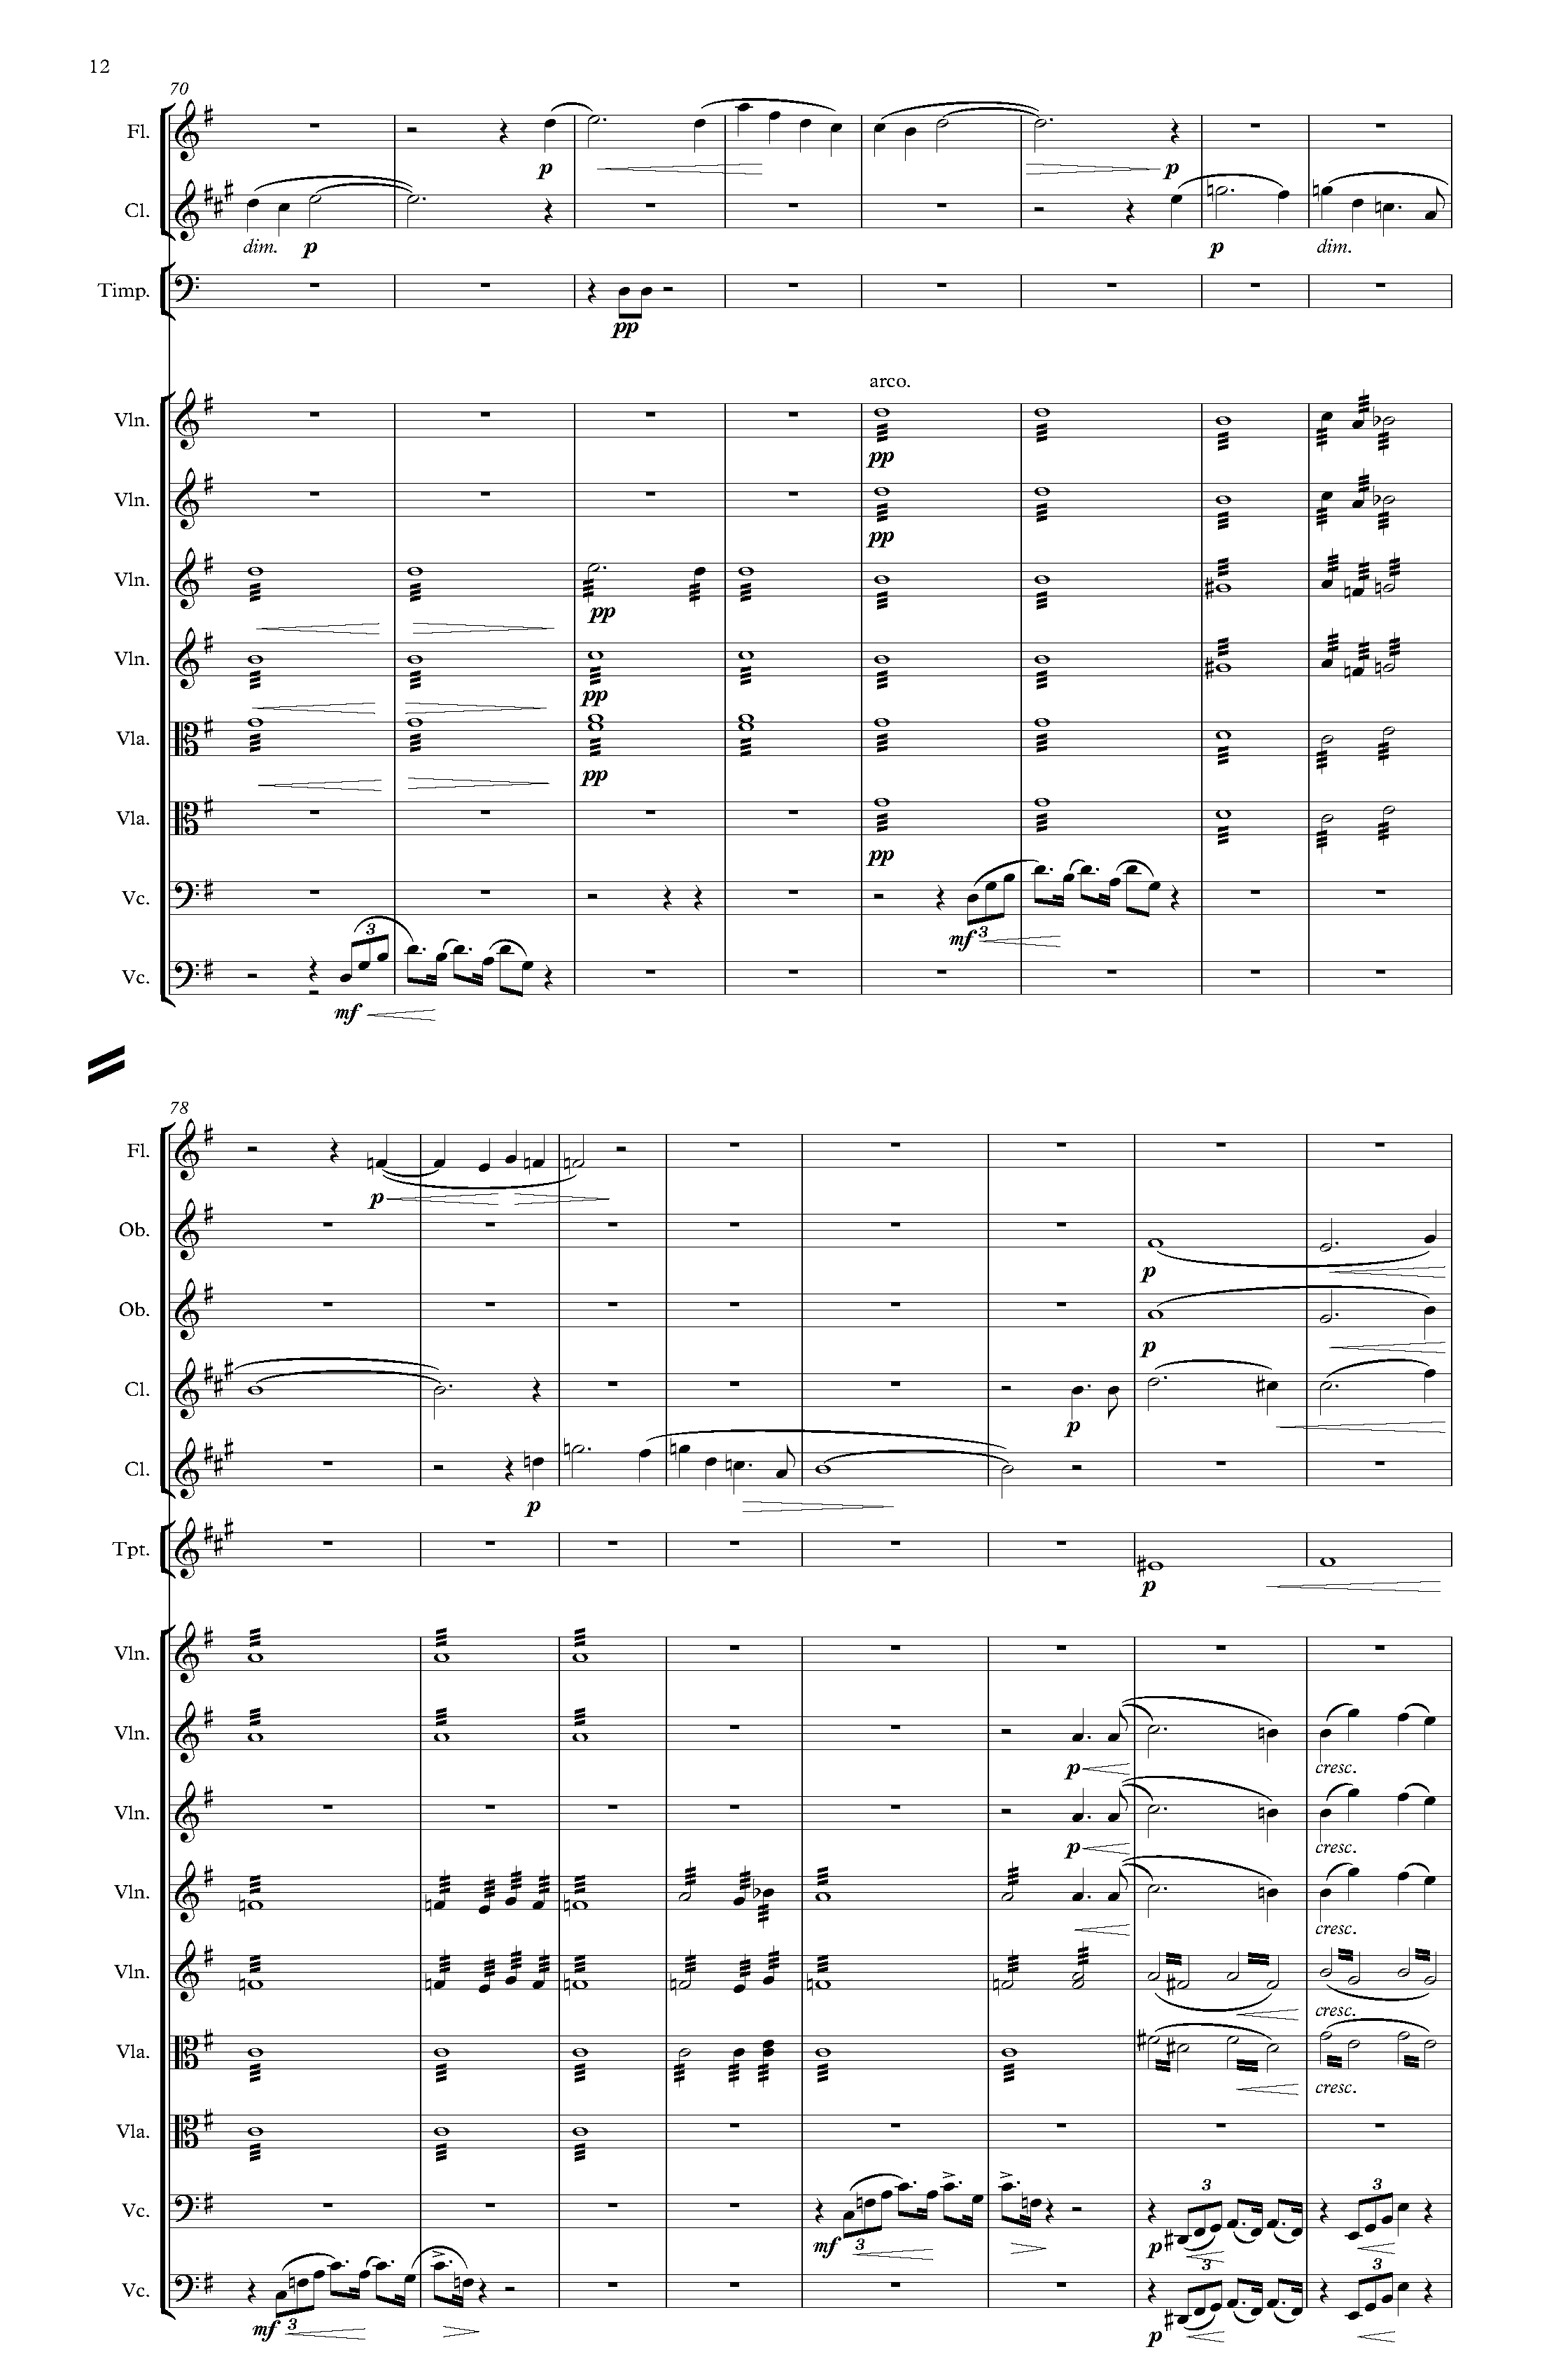 12
70
Fl.
p
p
Cl.
dim. p
p dim.
Timp.
pp
arco.
Vln.
pp
Vln.
pp
Vln.
pp
Vln.
pp
Vla.
pp
Vla.
pp
Vc.
mf 3
3
Vc.
mf
78
Fl.
p
Ob.
p
Ob.
p
Cl.
p
Cl.
p
Tpt.
p
Vln.
Vln.
p cresc.
Vln.
p cresc.
Vln.
cresc.
Vln.
cresc.
Vla.
cresc.
Vla.
3 3
Vc.
mf 3 p
3 3
Vc.
mf 3 p